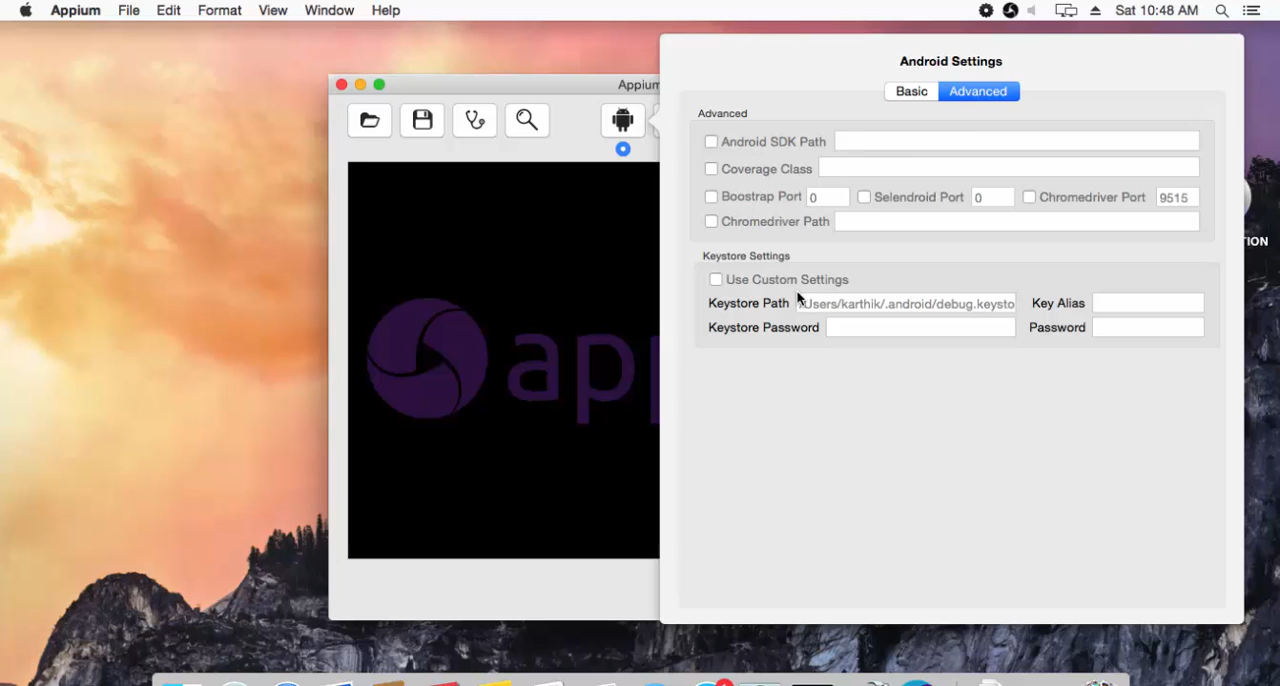 Appium File Edit Format View Window Help Sat 10:48 AM
Android Settings
Appium
Basic Advanced
Advanced
Android SDK Path
Coverage Class
Boostrap Port 0 Selendroid Port 0 Chromedriver Port 9515
Chromedriver Path
Keystore Settings
Use Custom Settings
Keystore Path /Users/karthik/.android/debug.keysto Key Alias
Keystore Password Password
app